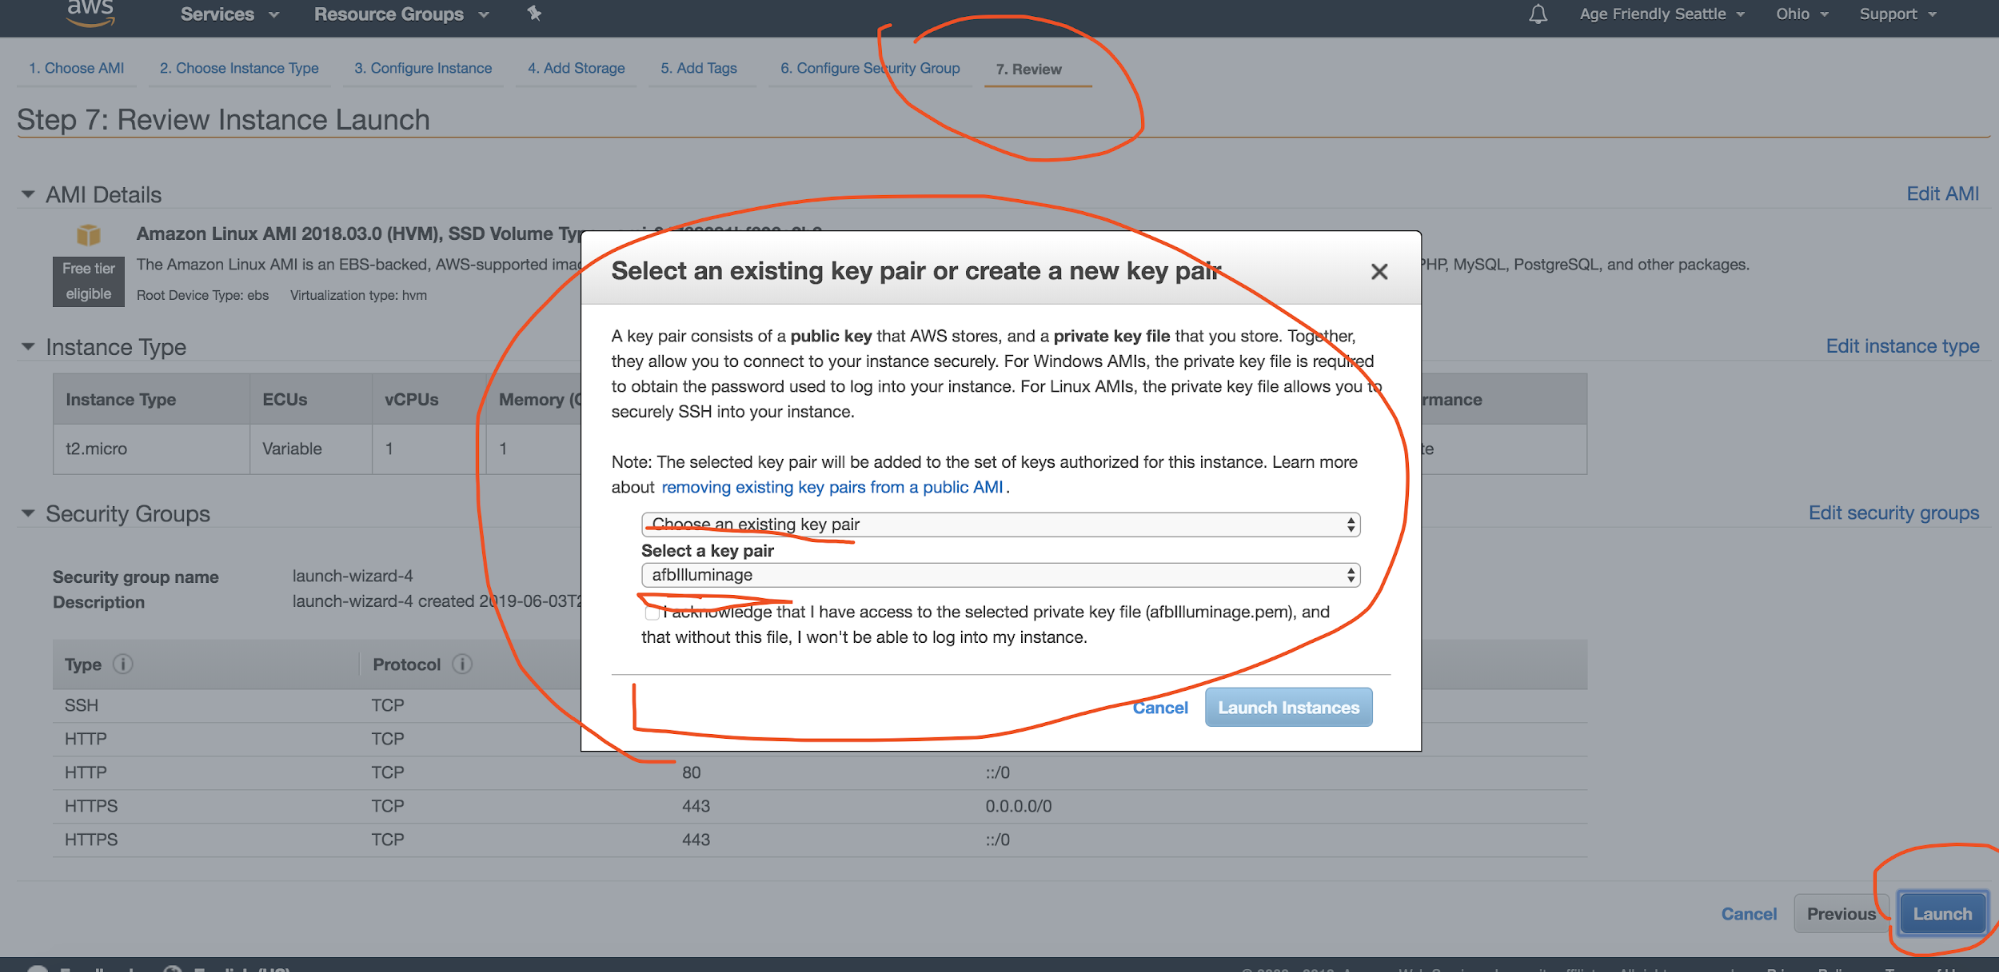 aws
Services
Resource Groups
Age Friendly Seattle
Ohio
Support
1. Choose AMI
2. Choose Instance Type
3. Configure Instance
4. Add Storage
5. Add Tags
6. Configure Security Group
7. Review
Step 7: Review Instance Launch
AMI Details
Edit AMI
Amazon Linux AMI 2018.03.0 (HVM), SSD Volume
Free tier
eligible
The Amazon Linux AMI is an EBS-backed, AWS-supported
PHP, MySQL, PostgreSQL, and other packages.
Root Device Type: ebs
Virtualization type: hvm
Instance Type
Edit instance type
Instance Type
ECUs
vCPUs
Memory
t2.micro
Variable
1
1
Security Groups
Edit security groups
Security group name
launch-wizard-4
Description
launch-wizard-4 created 2019-06-03T2
Type
Protocol
SSH
TCP
HTTP
TCP
HTTP
TCP
80
::/0
HTTPS
TCP
443
0.0.0.0/0
HTTPS
TCP
443
::/0
Select an existing key pair or create a new key pair
A key pair consists of a public key that AWS stores, and a private key file that you store. Together,
they allow you to connect to your instance securely. For Windows AMIs, the private key file is required
to obtain the password used to log into your instance. For Linux AMIs, the private key file allows you to
securely SSH into your instance.
Note: The selected key pair will be added to the set of keys authorized for this instance. Learn more
about removing existing key pairs from a public AMI.
Choose an existing key pair
Select a key pair
afbIlluminage
I acknowledge that I have access to the selected private key file (afbIlluminage.pem), and
that without this file, I won't be able to log into my instance.
Cancel
Launch Instances
Cancel
Previous
Launch